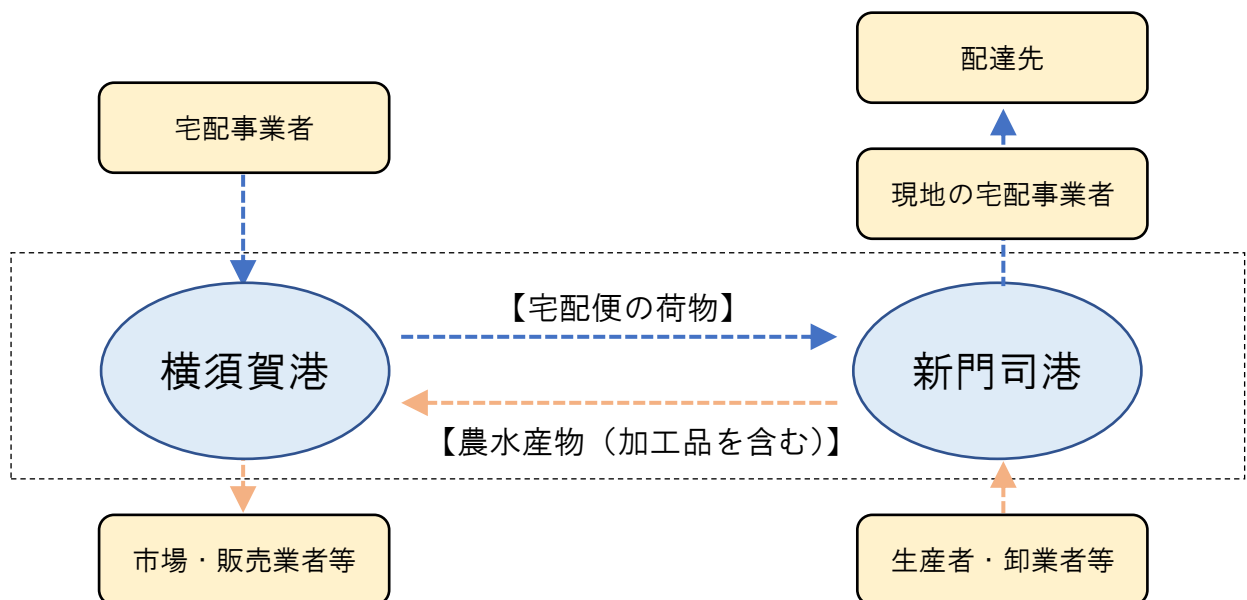 配達先
宅配事業者
現地の宅配事業者
【宅配便の荷物】
横須賀港
新門司港
【農水産物（加工品を含む）】
市場・販売業者等
生産者・卸業者等